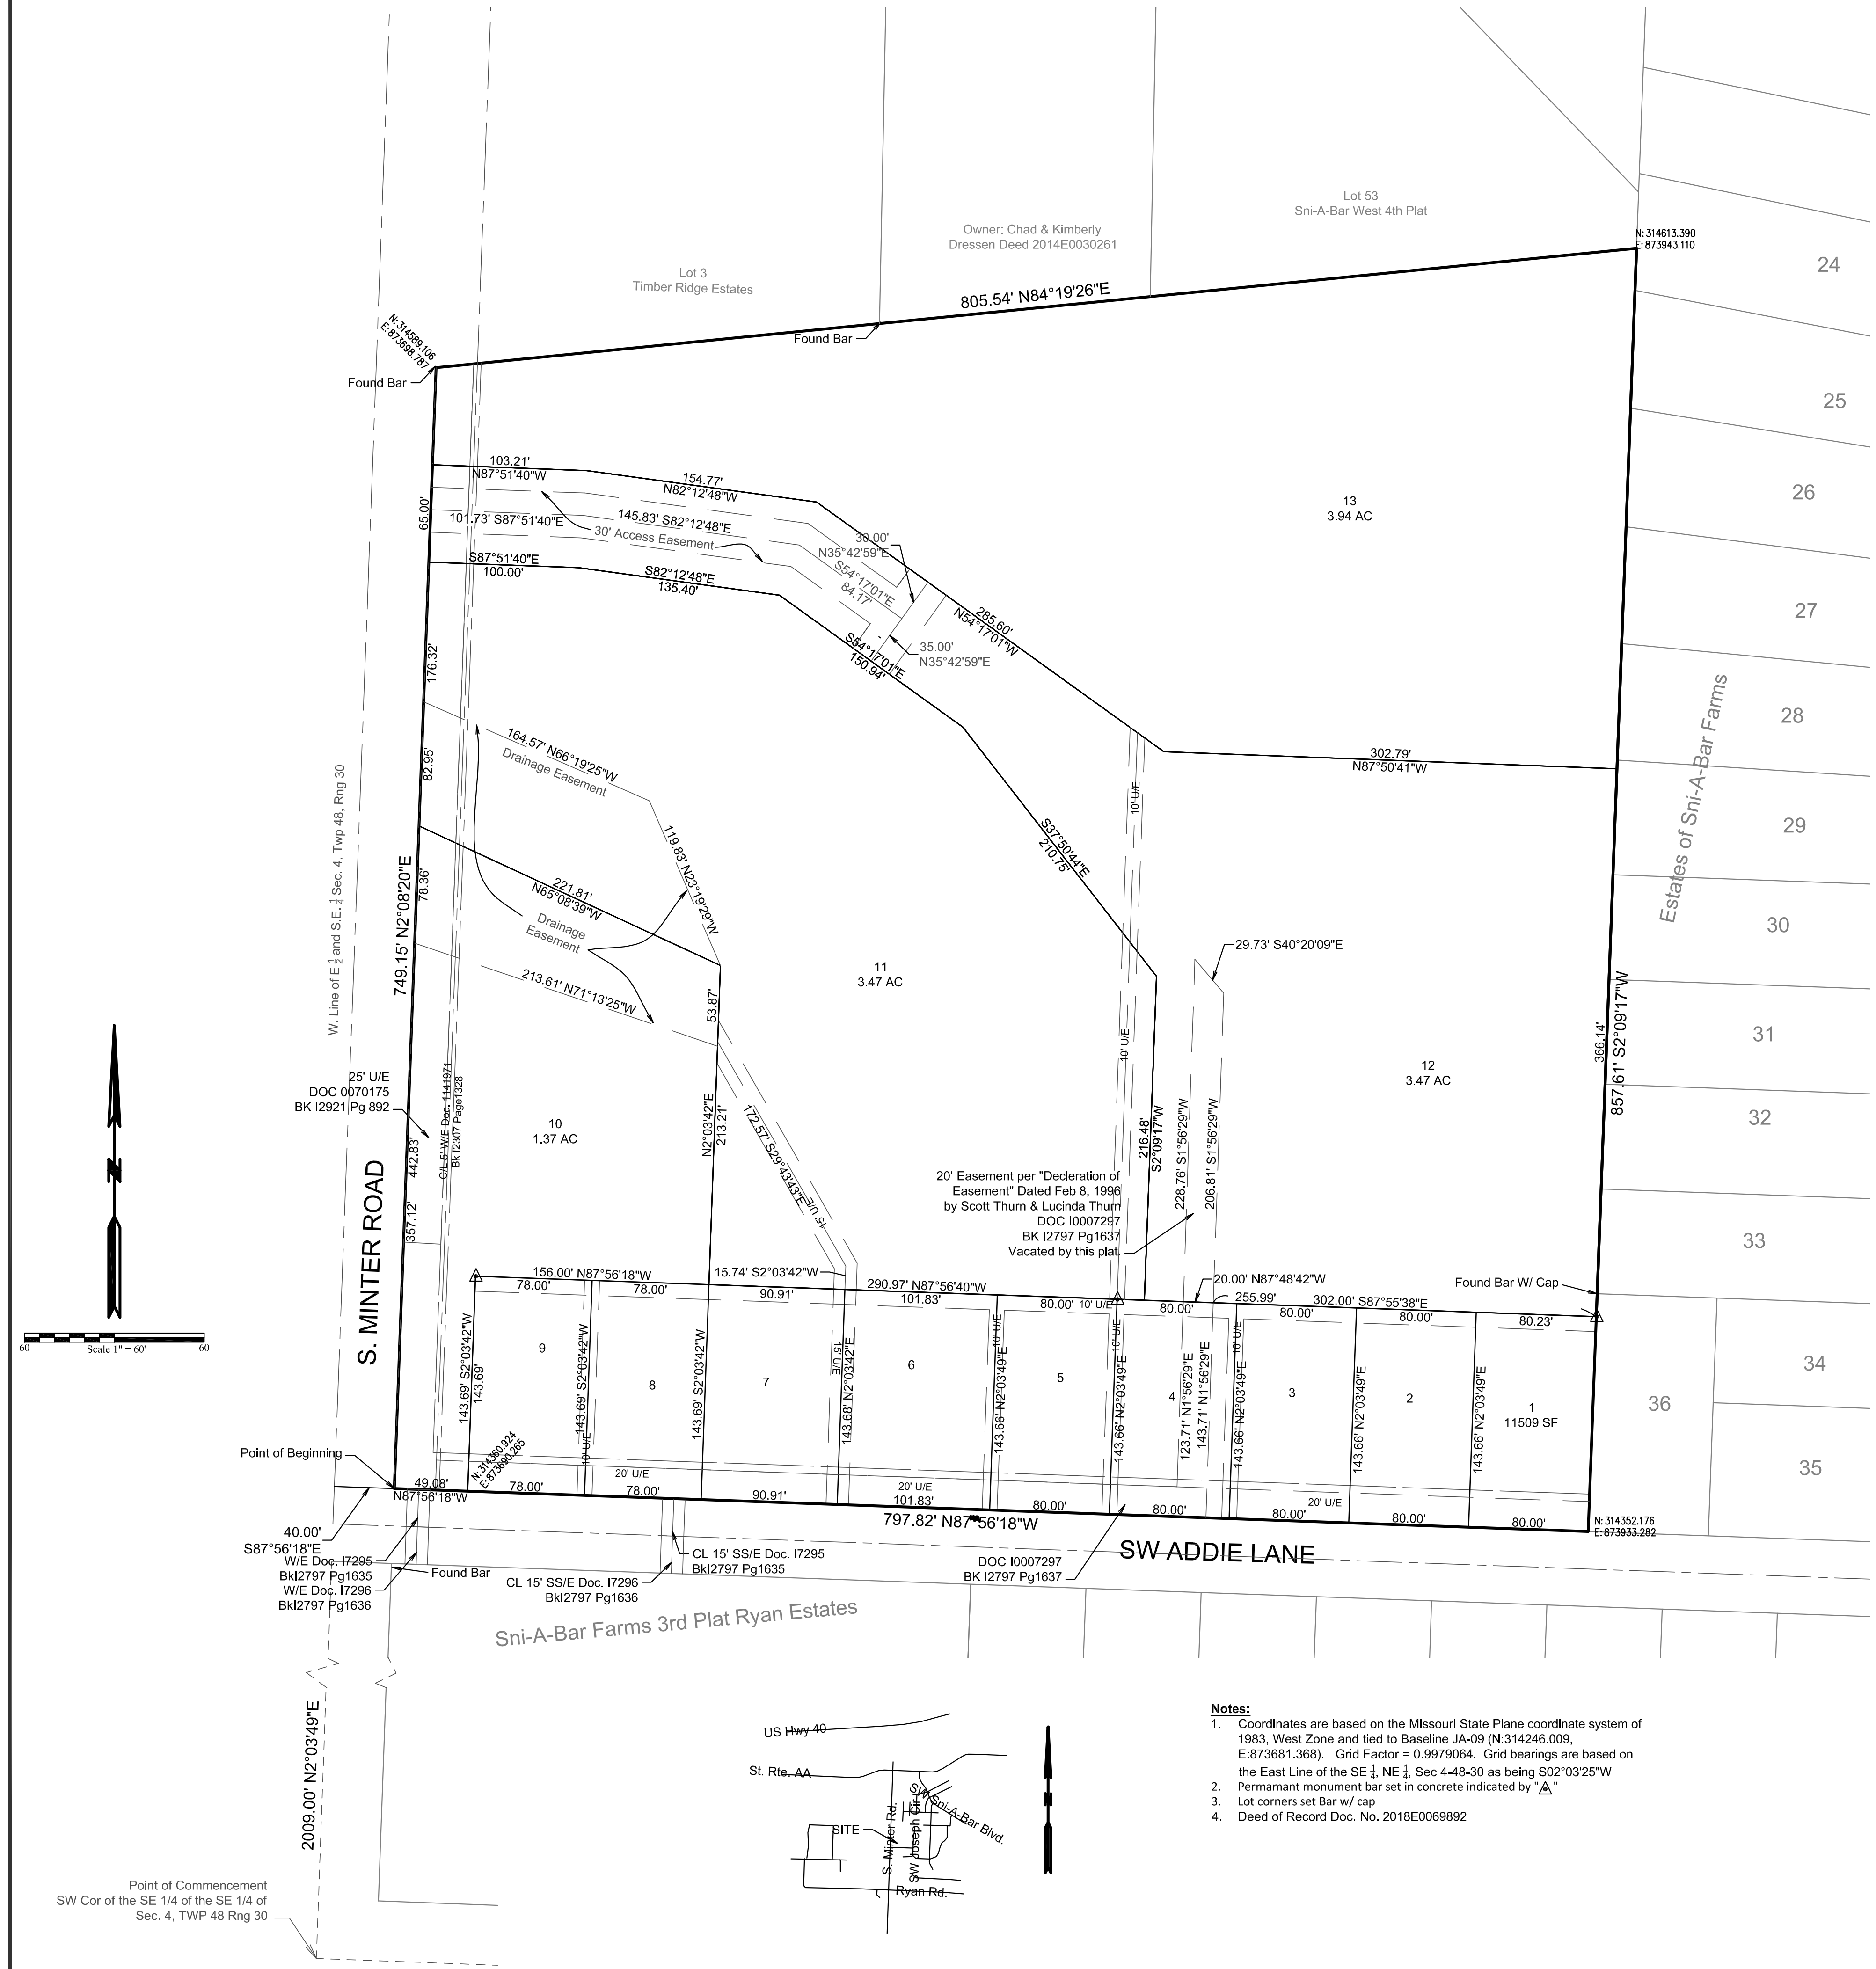 Lot 53
Sni-A-Bar West 4th Plat
Owner: Chad & Kimberly
Dressen Deed 2014E0030261
Lot 3
Timber Ridge Estates
N: 314613.390
E: 873943.110
24
805.54' N84°19'26"E
Found Bar
N: 314589.106
E: 873698.787
Found Bar
25
103.21'
N87°51'40"W
154.77'
N82°12'48"W
13
3.94 AC
26
65.00'
101.73' S87°51'40"E
145.83' S82°12'48"E
30' Access Easement
30.00'
N35°42'59"E
S54°17'01"E
84.17'
S87°51'40"E
100.00'
S82°12'48"E
135.40'
285.60'
N54°17'01"W
27
35.00'
N35°42'59"E
S54°17'01"E
150.94'
176.32'
28
Estates of Sni-A-Bar Farms
164.57' N66°19'25"W
Drainage Easement
302.79'
N87°50'41"W
82.95'
10' U/E
29
W. Line of E 1/2 and S.E. 1/4 Sec. 4, Twp 48, Rng 30
119.83' N23°19'29"W
S37°50'44"E
210.75'
749.15' N2°08'20"E
78.36'
221.81'
N65°08'39"W
Drainage
Easement
30
29.73' S40°20'09"E
11
3.47 AC
213.61' N71°13'25"W
53.87'
10' U/E
366.14'
857.61' S2°09'17"W
31
12
3.47 AC
25' U/E
DOC 0070175
BK I2921 Pg 892
C/L 5' W/E Doc. 1141971
Bk I2307 Page1328
10
1.37 AC
N2°03'42"E
213.21'
172.57' S29°43'43"E
15' U/E
32
442.83'
357.12'
216.48'
S2°09'17"W
228.76' S1°56'29"W
206.81' S1°56'29"W
20' Easement per "Decleration of
Easement" Dated Feb 8, 1996
by Scott Thurn & Lucinda Thurn
DOC I0007297
BK I2797 Pg1637
Vacated by this plat.
S. MINTER ROAD
33
156.00' N87°56'18"W
15.74' S2°03'42"W
290.97' N87°56'40"W
20.00' N87°48'42"W
Found Bar W/ Cap
255.99'
302.00' S87°55'38"E
78.00'
78.00'
90.91'
101.83'
80.00'
10' U/E
80.00'
80.00'
80.00'
80.23'
N
60
Scale 1" = 60'
60
143.69' S2°03'42"W
143.69'
9
143.69' S2°03'42"W
10' U/E
8
143.69' S2°03'42"W
7
15' U/E
143.68' N2°03'42"E
6
10' U/E
143.66' N2°03'49"E
5
10' U/E
143.66' N2°03'49"E
4
123.71' N1°56'29"E
143.71' N1°56'29"E
10' U/E
143.66' N2°03'49"E
3
143.66' N2°03'49"E
2
143.66' N2°03'49"E
1
11509 SF
34
36
35
Point of Beginning
N: 314360.924
E: 873690.265
20' U/E
20' U/E
20' U/E
49.08'
N87°56'18"W
78.00'
78.00'
90.91'
101.83'
80.00'
80.00'
80.00'
80.00'
80.00'
N: 314352.176
E: 873933.282
797.82' N87°56'18"W
SW ADDIE LANE
40.00'
S87°56'18"E
W/E Doc. I7295
BkI2797 Pg1635
W/E Doc. I7296
BkI2797 Pg1636
Found Bar
CL 15' SS/E Doc. I7295
BkI2797 Pg1635
CL 15' SS/E Doc. I7296
BkI2797 Pg1636
DOC I0007297
BK I2797 Pg1637
Sni-A-Bar Farms 3rd Plat Ryan Estates
2009.00' N2°03'49"E
Point of Commencement
SW Cor of the SE 1/4 of the SE 1/4 of
Sec. 4, TWP 48 Rng 30
US Hwy 40
St. Rte. AA
SW Sni-A-Bar Blvd.
SITE
S. Minter Rd.
SW Joseph Cir
Ryan Rd.
N
Notes:
1. Coordinates are based on the Missouri State Plane coordinate system of
1983, West Zone and tied to Baseline JA-09 (N:314246.009,
E:873681.368). Grid Factor = 0.9979064. Grid bearings are based on
the East Line of the SE 1/4, NE 1/4, Sec 4-48-30 as being S02°03'25"W
2. Permamant monument bar set in concrete indicated by " "
3. Lot corners set Bar w/ cap
4. Deed of Record Doc. No. 2018E0069892